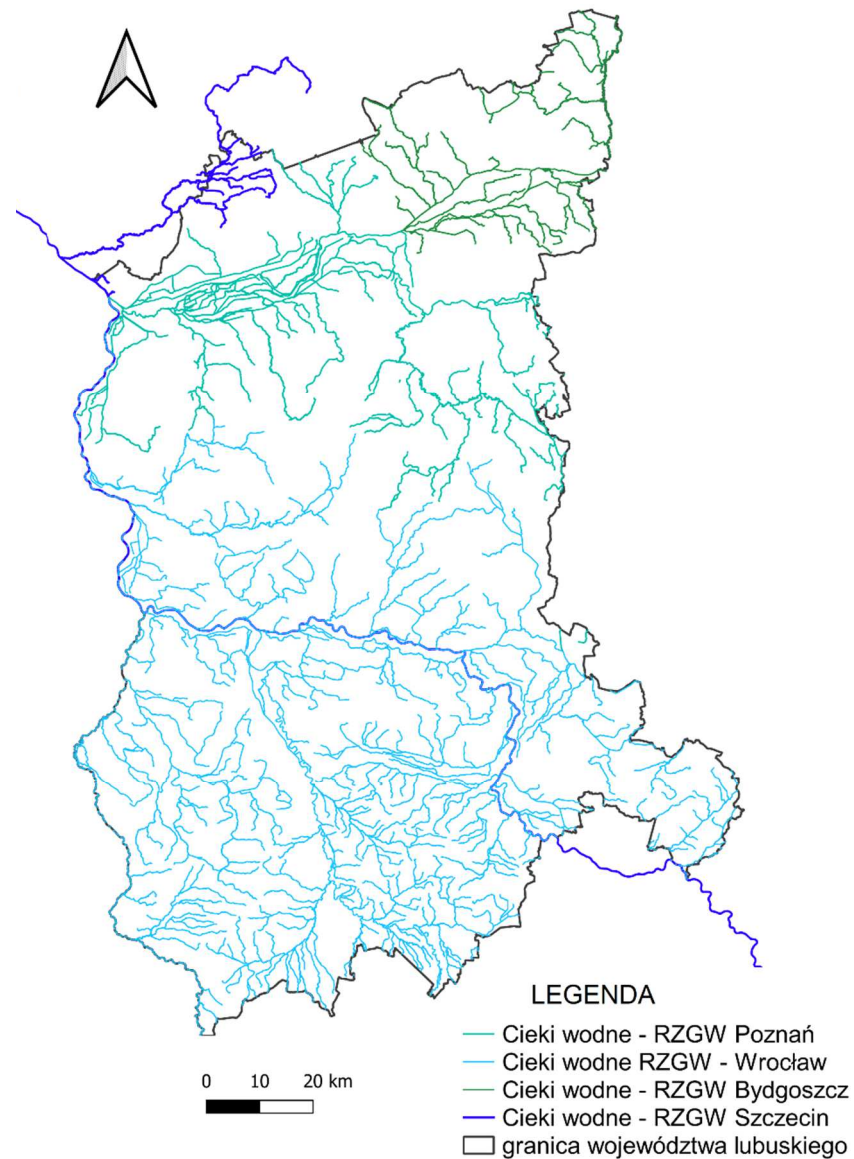 LEGENDA
Cieki wodne - RZGW Poznań
Cieki wodne RZGW - Wrocław
Cieki wodne - RZGW Bydgoszcz
Cieki wodne - RZGW Szczecin
granica województwa lubuskiego
0 10 20 km